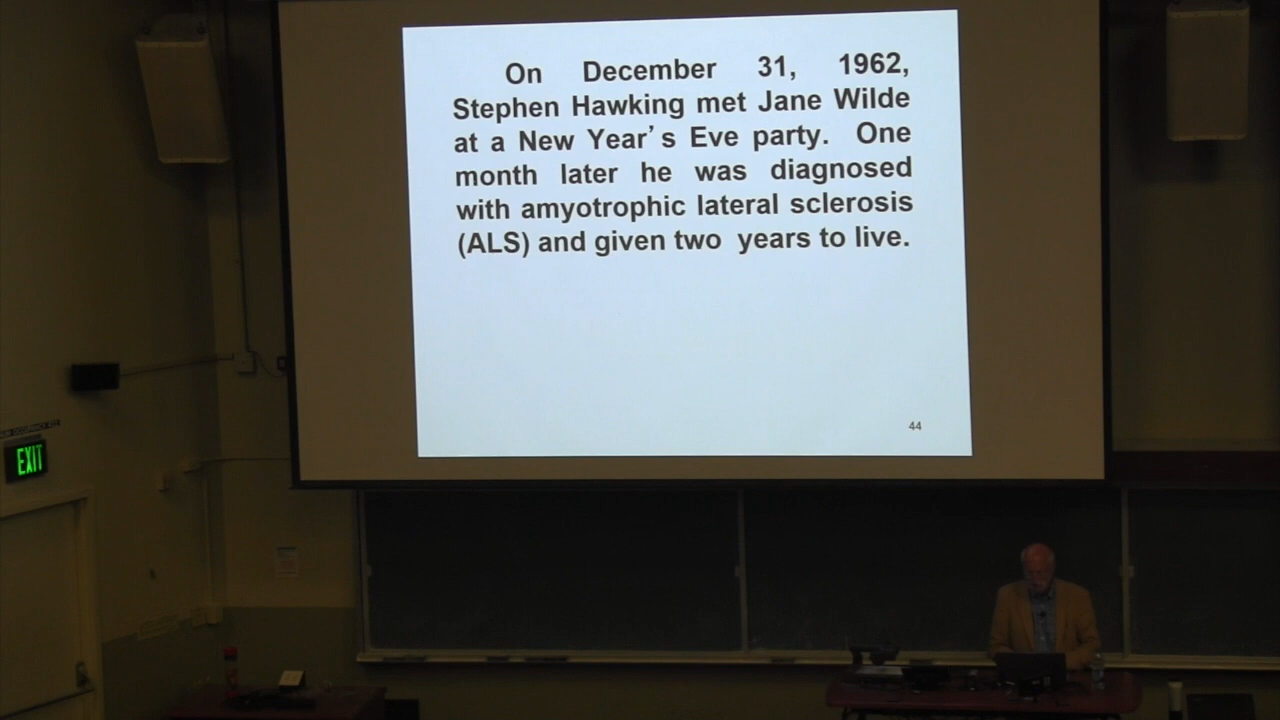 On December 31, 1962,
Stephen Hawking met Jane Wilde
at a New Year’s Eve party. One
month later he was diagnosed
with amyotrophic lateral sclerosis
(ALS) and given two years to live.
44
EXIT